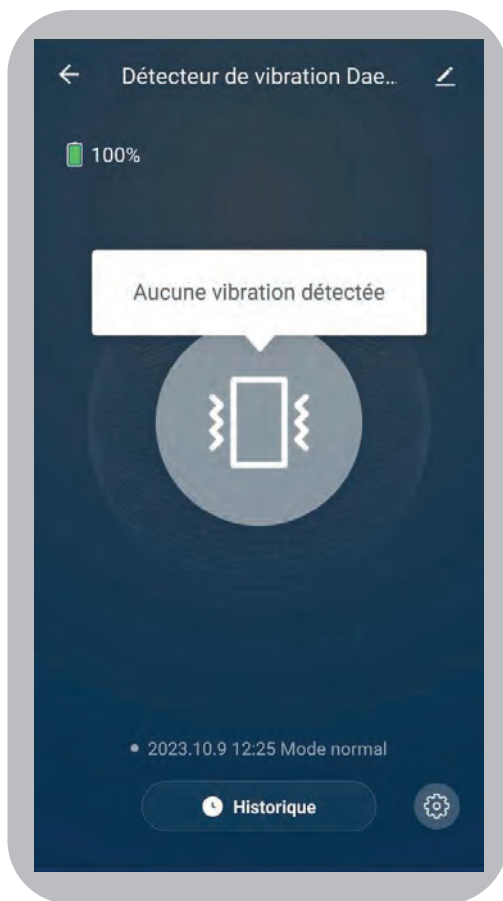 Détecteur de vibration Dae...
100%
Aucune vibration détectée
2023.10.9 12:25 Mode normal
Historique